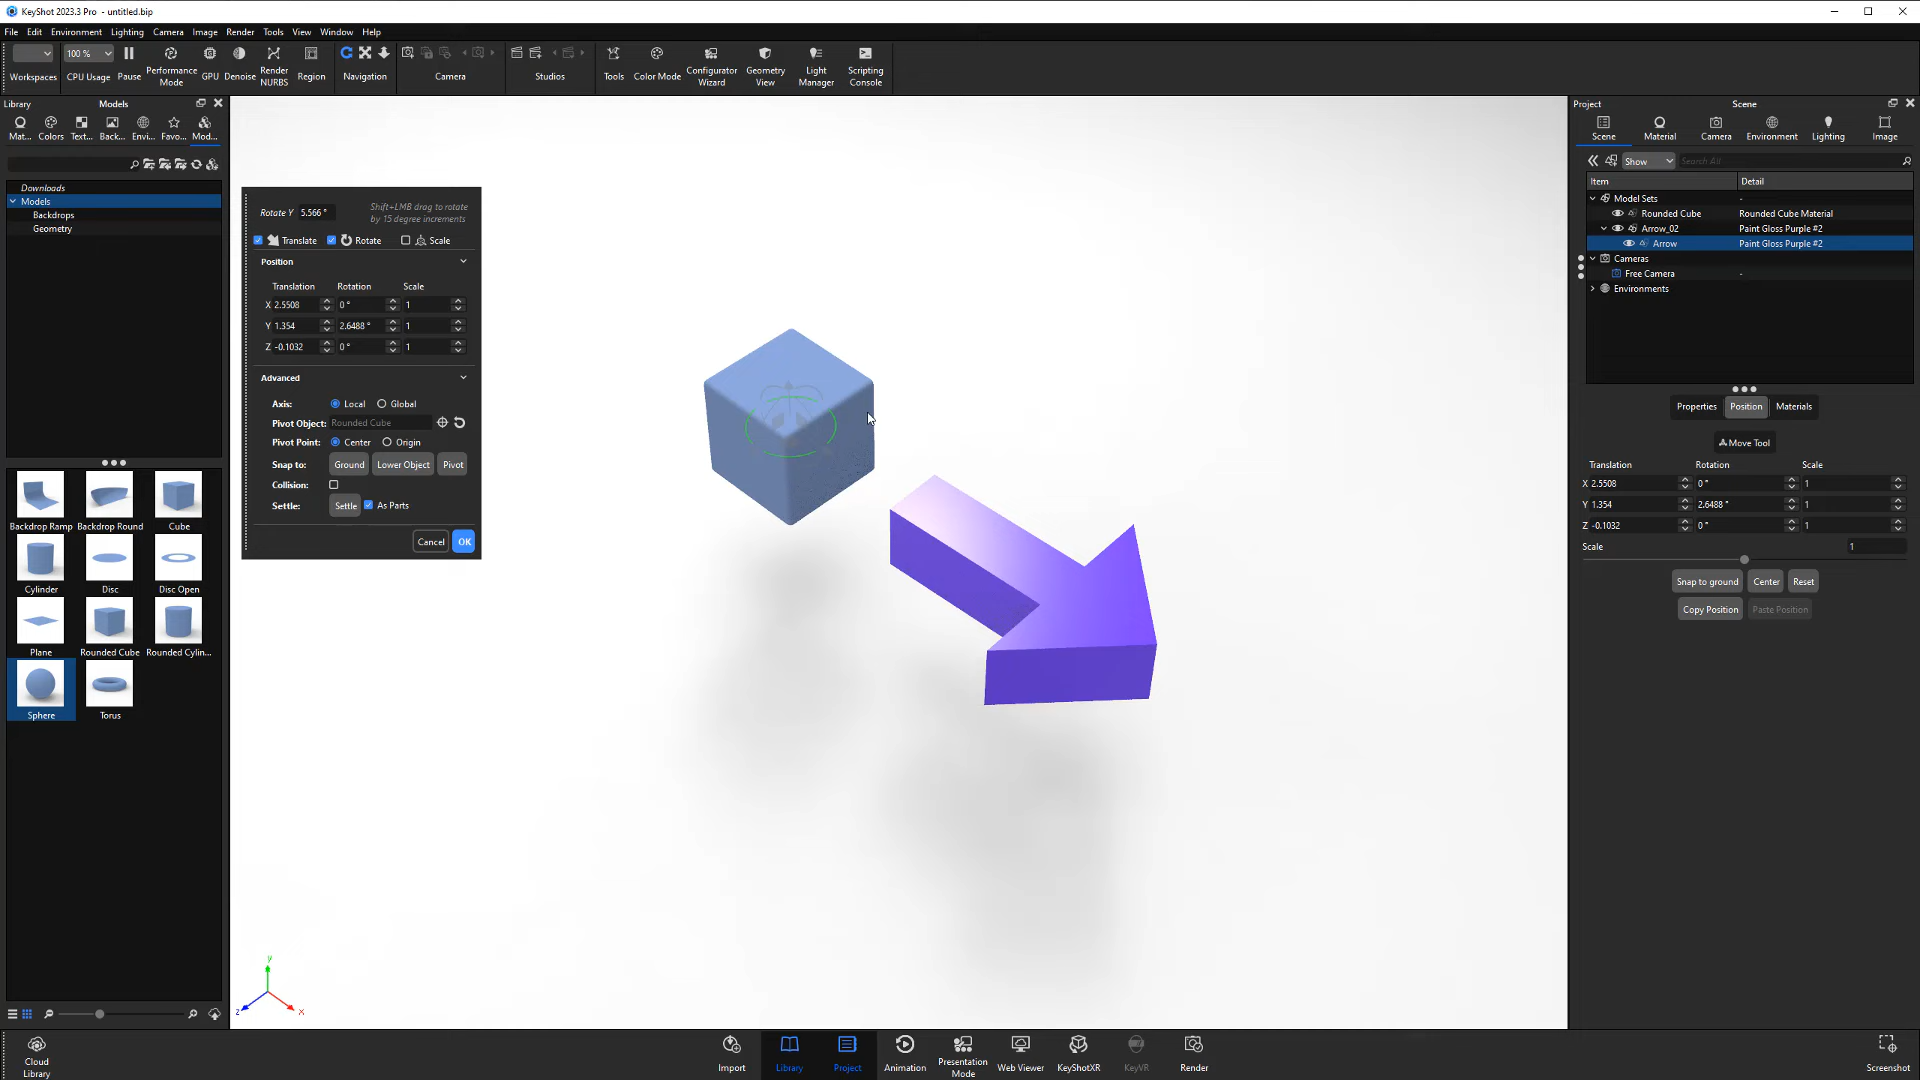 KeyShot 2023.3 Pro - untitled.bip
File Edit Environment Lighting Camera Image Render Tools View Window Help
100 %
Workspaces CPU Usage Pause Performance Mode GPU Denoise Render NURBS Region Navigation Camera Studios Tools Color Mode Configurator Wizard Geometry View Light Manager Scripting Console
Library Models
Mat... Colors Text... Back... Envi... Favo... Mod...
Downloads
Models
Backdrops
Geometry
Backdrop Ramp Backdrop Round Cube
Cylinder Disc Disc Open
Plane Rounded Cube Rounded Cylin...
Sphere Torus
Rotate Y 5.566 ° Shift+LMB drag to rotate
by 15 degree increments
Translate Rotate Scale
Position
Translation Rotation Scale
X 2.5508 0 ° 1
Y 1.354 2.6488 ° 1
Z -0.1032 0 ° 1
Advanced
Axis: Local Global
Pivot Object: Rounded Cube
Pivot Point: Center Origin
Snap to: Ground Lower Object Pivot
Collision:
Settle: Settle As Parts
Cancel OK
y
z x
Project Scene
Scene Material Camera Environment Lighting Image
Show Search All
Item Detail
Model Sets -
Rounded Cube Rounded Cube Material
Arrow_02 Paint Gloss Purple #2
Arrow Paint Gloss Purple #2
Cameras
Free Camera -
Environments
Properties Position Materials
Move Tool
Translation Rotation Scale
X 2.5508 0 ° 1
Y 1.354 2.6488 ° 1
Z -0.1032 0 ° 1
Scale 1
Snap to ground Center Reset
Copy Position Paste Position
Cloud Library Import Library Project Animation Presentation Mode Web Viewer KeyShotXR KeyVR Render Screenshot